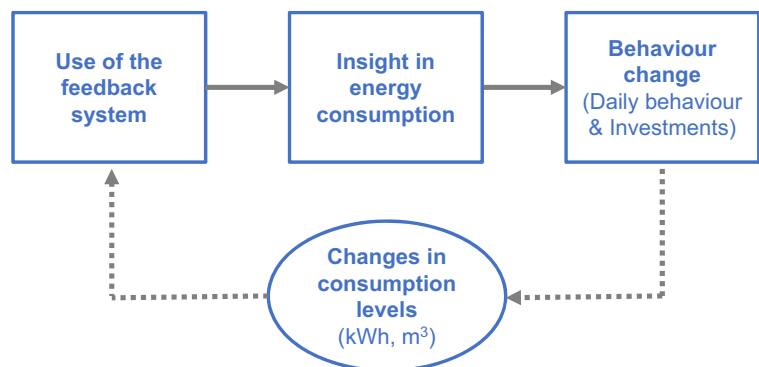 Use of the
feedback
system
Insight in
energy
consumption
Behaviour
change
(Daily behaviour
& Investments)
Changes in
consumption
levels
(kWh, m³)